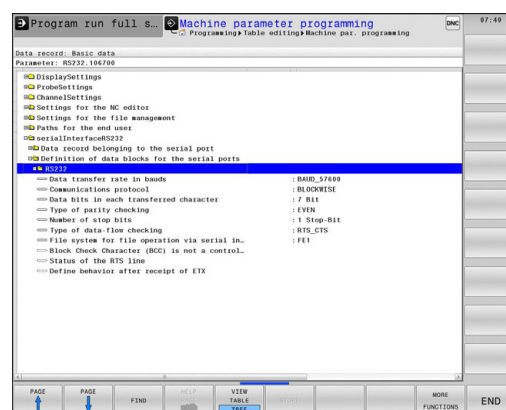 Program run full s…
Machine parameter programming
Programming▸Table editing▸Machine par. programming
DNC
07:40
Data record: Basic data
Parameter: RS232.106700
DisplaySettings
ProbeSettings
ChannelSettings
Settings for the NC editor
Settings for the file management
Paths for the end user
serialInterfaceRS232
Data record belonging to the serial port
Definition of data blocks for the serial ports
RS232
Data transfer rate in bauds : BAUD_57600
Communications protocol : BLOCKWISE
Data bits in each transferred character : 7 Bit
Type of parity checking : EVEN
Number of stop bits : 1 Stop-Bit
Type of data-flow checking : RTS_CTS
File system for file operation via serial in… : FE1
Block Check Character (BCC) is not a control…
Status of the RTS line
Define behavior after receipt of ETX
PAGE
PAGE
FIND
HELP
VIEW
TABLE
TREE
MORE
FUNCTIONS
END